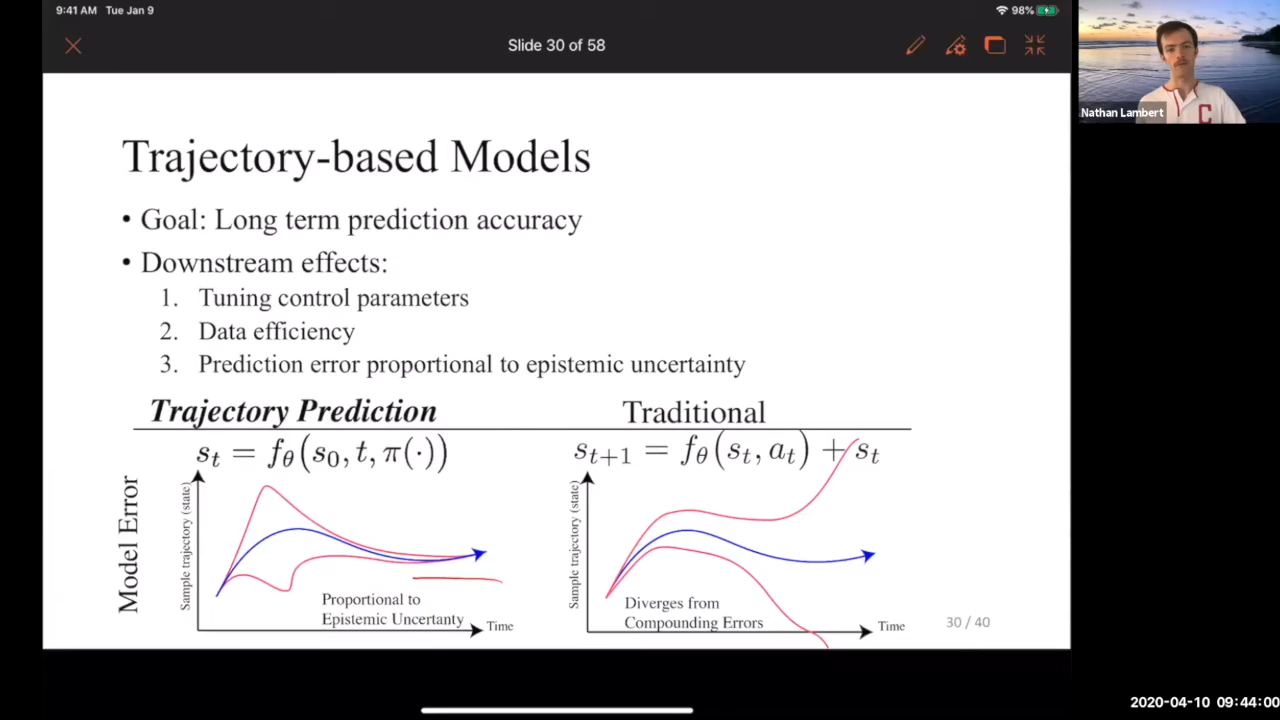 9:41 AM Tue Jan 9
98%
Slide 30 of 58
Nathan Lambert
C
Trajectory-based Models
• Goal: Long term prediction accuracy
• Downstream effects:
1. Tuning control parameters
2. Data efficiency
3. Prediction error proportional to epistemic uncertainty
Trajectory Prediction
Traditional
s_t = f_θ(s_0, t, π(·))
s_{t+1} = f_θ(s_t, a_t) + s_t
Model Error
Sample trajectory (state)
Proportional to
Epistemic Uncertanty
Time
Sample trajectory (state)
Diverges from
Compounding Errors
Time
30 / 40
2020-04-10 09:44:00